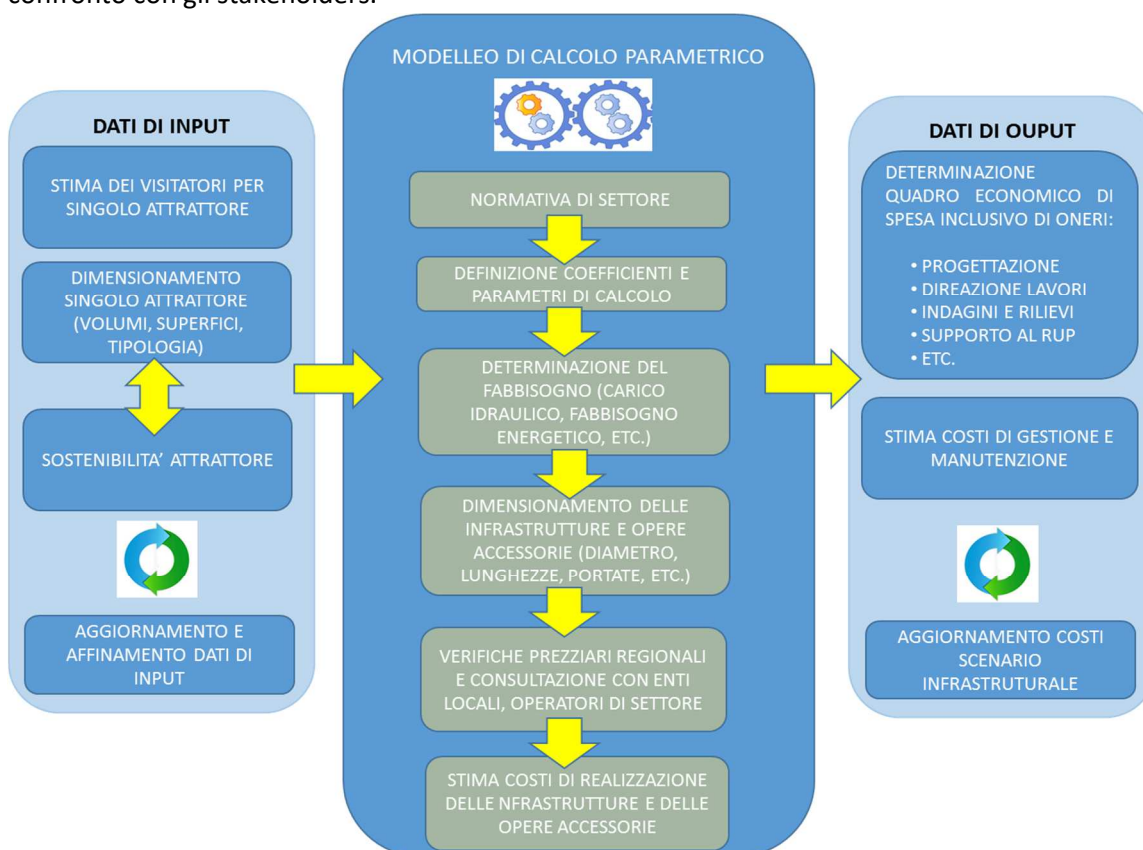 confronto con gli stakeholders.
MODELLEO DI CALCOLO PARAMETRICO
DATI DI INPUT
STIMA DEI VISITATORI PER
SINGOLO ATTRATTORE
DIMENSIONAMENTO
SINGOLO ATTRATTORE
(VOLUMI, SUPERFICI,
TIPOLOGIA)
SOSTENIBILITA’ ATTRATTORE
AGGIORNAMENTO E
AFFINAMENTO DATI DI
INPUT
NORMATIVA DI SETTORE
DEFINIZIONE COEFFICIENTI E
PARAMETRI DI CALCOLO
DETERMINAZIONE DEL
FABBISOGNO (CARICO
IDRAULICO, FABBISOGNO
ENERGETICO, ETC.)
DIMENSIONAMENTO DELLE
INFRASTRUTTURE E OPERE
ACCESSORIE (DIAMETRO,
LUNGHEZZE, PORTATE, ETC.)
VERIFICHE PREZZIARI REGIONALI
E CONSULTAZIONE CON ENTI
LOCALI, OPERATORI DI SETTORE
STIMA COSTI DI REALIZZAZIONE
DELLE NFRASTRUTTURE E DELLE
OPERE ACCESSORIE
DATI DI OUPUT
DETERMINAZIONE
QUADRO ECONOMICO DI
SPESA INCLUSIVO DI ONERI:
• PROGETTAZIONE
• DIREAZIONE LAVORI
• INDAGINI E RILIEVI
• SUPPORTO AL RUP
• ETC.
STIMA COSTI DI GESTIONE E
MANUTENZIONE
AGGIORNAMENTO COSTI
SCENARIO
INFRASTRUTURALE